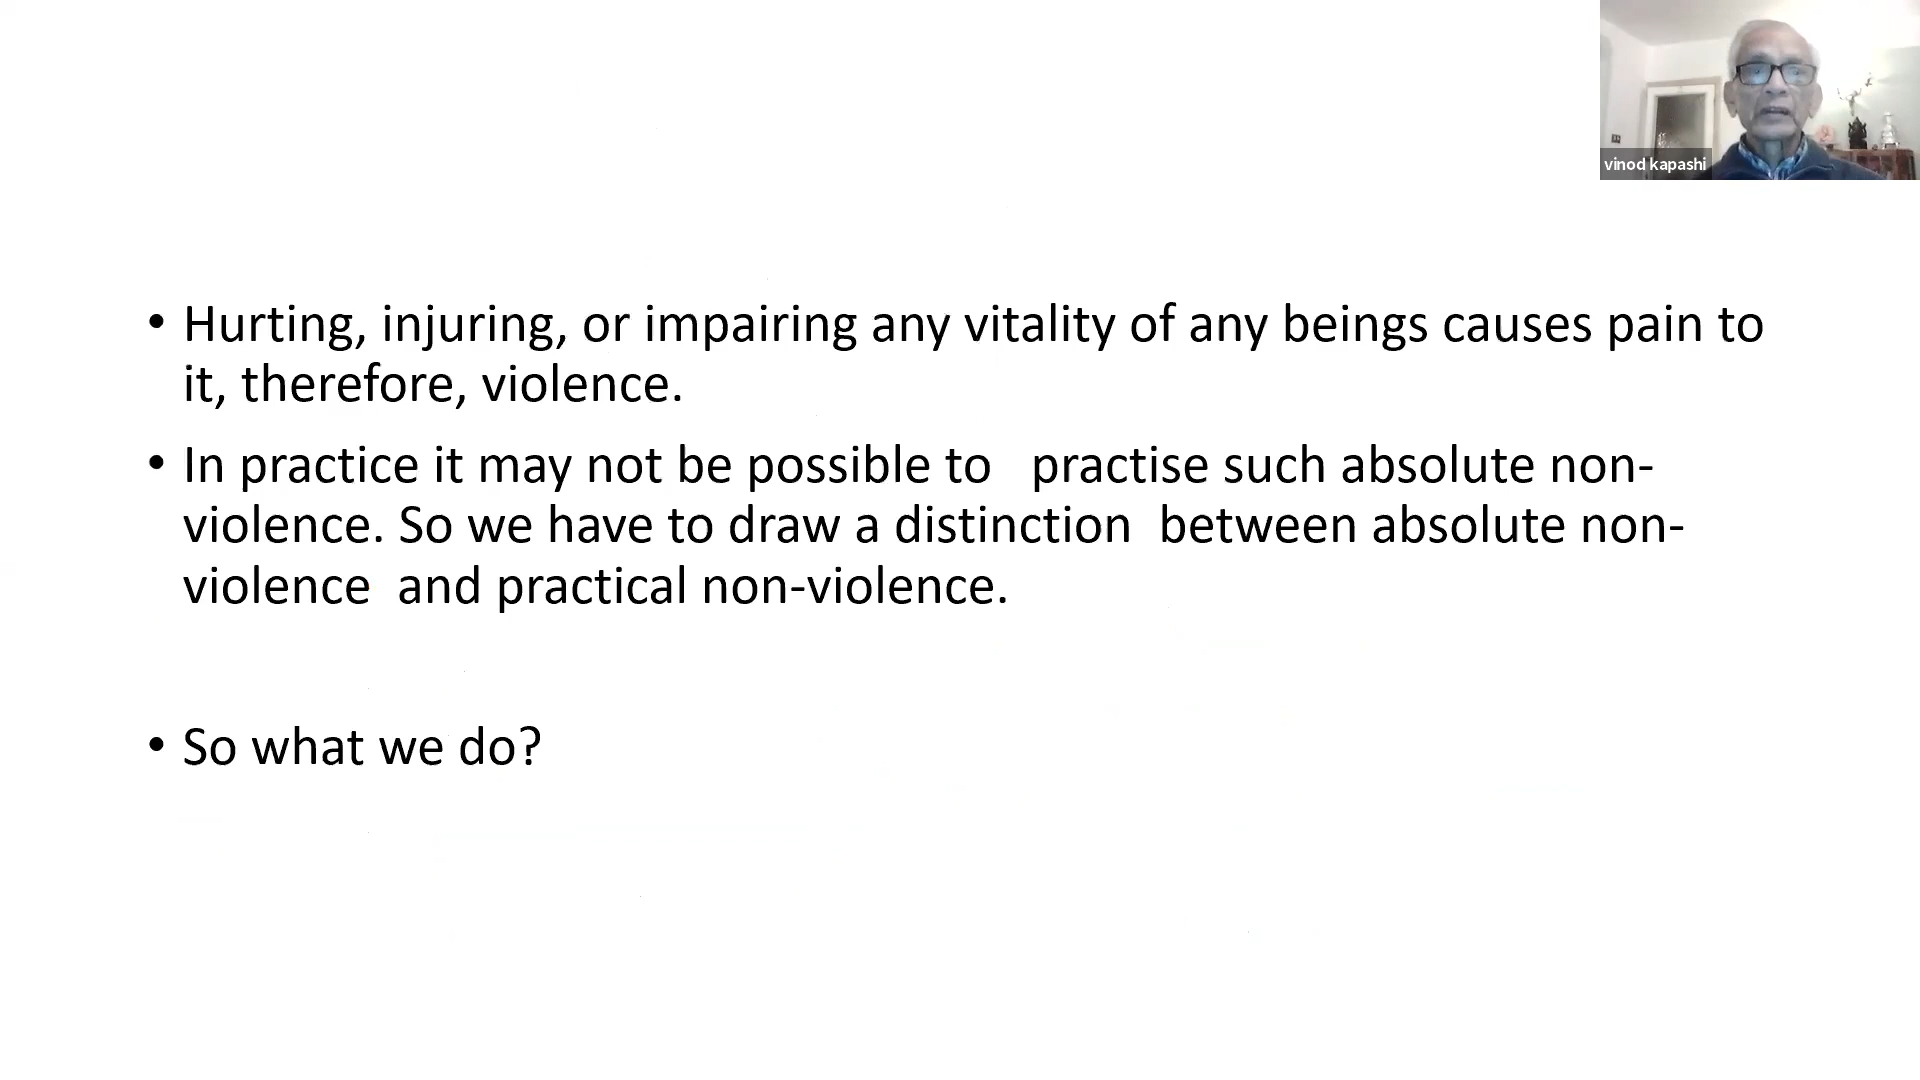 vinod kapashi
• Hurting, injuring, or impairing any vitality of any beings causes pain to
it, therefore, violence.
• In practice it may not be possible to   practise such absolute non-
violence. So we have to draw a distinction  between absolute non-
violence  and practical non-violence.
• So what we do?